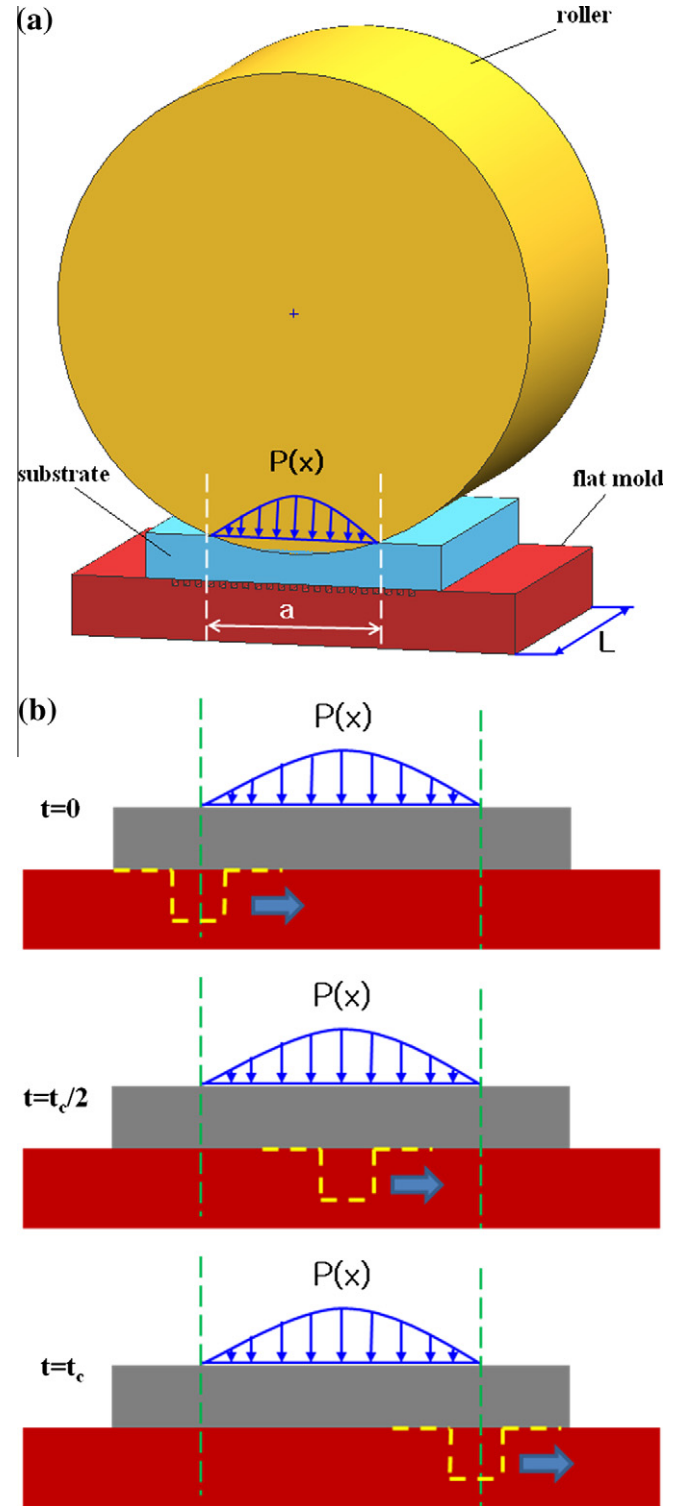 (a)
roller
P(x)
substrate
flat mold
a
L
(b)
P(x)
t=0
P(x)
t=t_c/2
P(x)
t=t_c